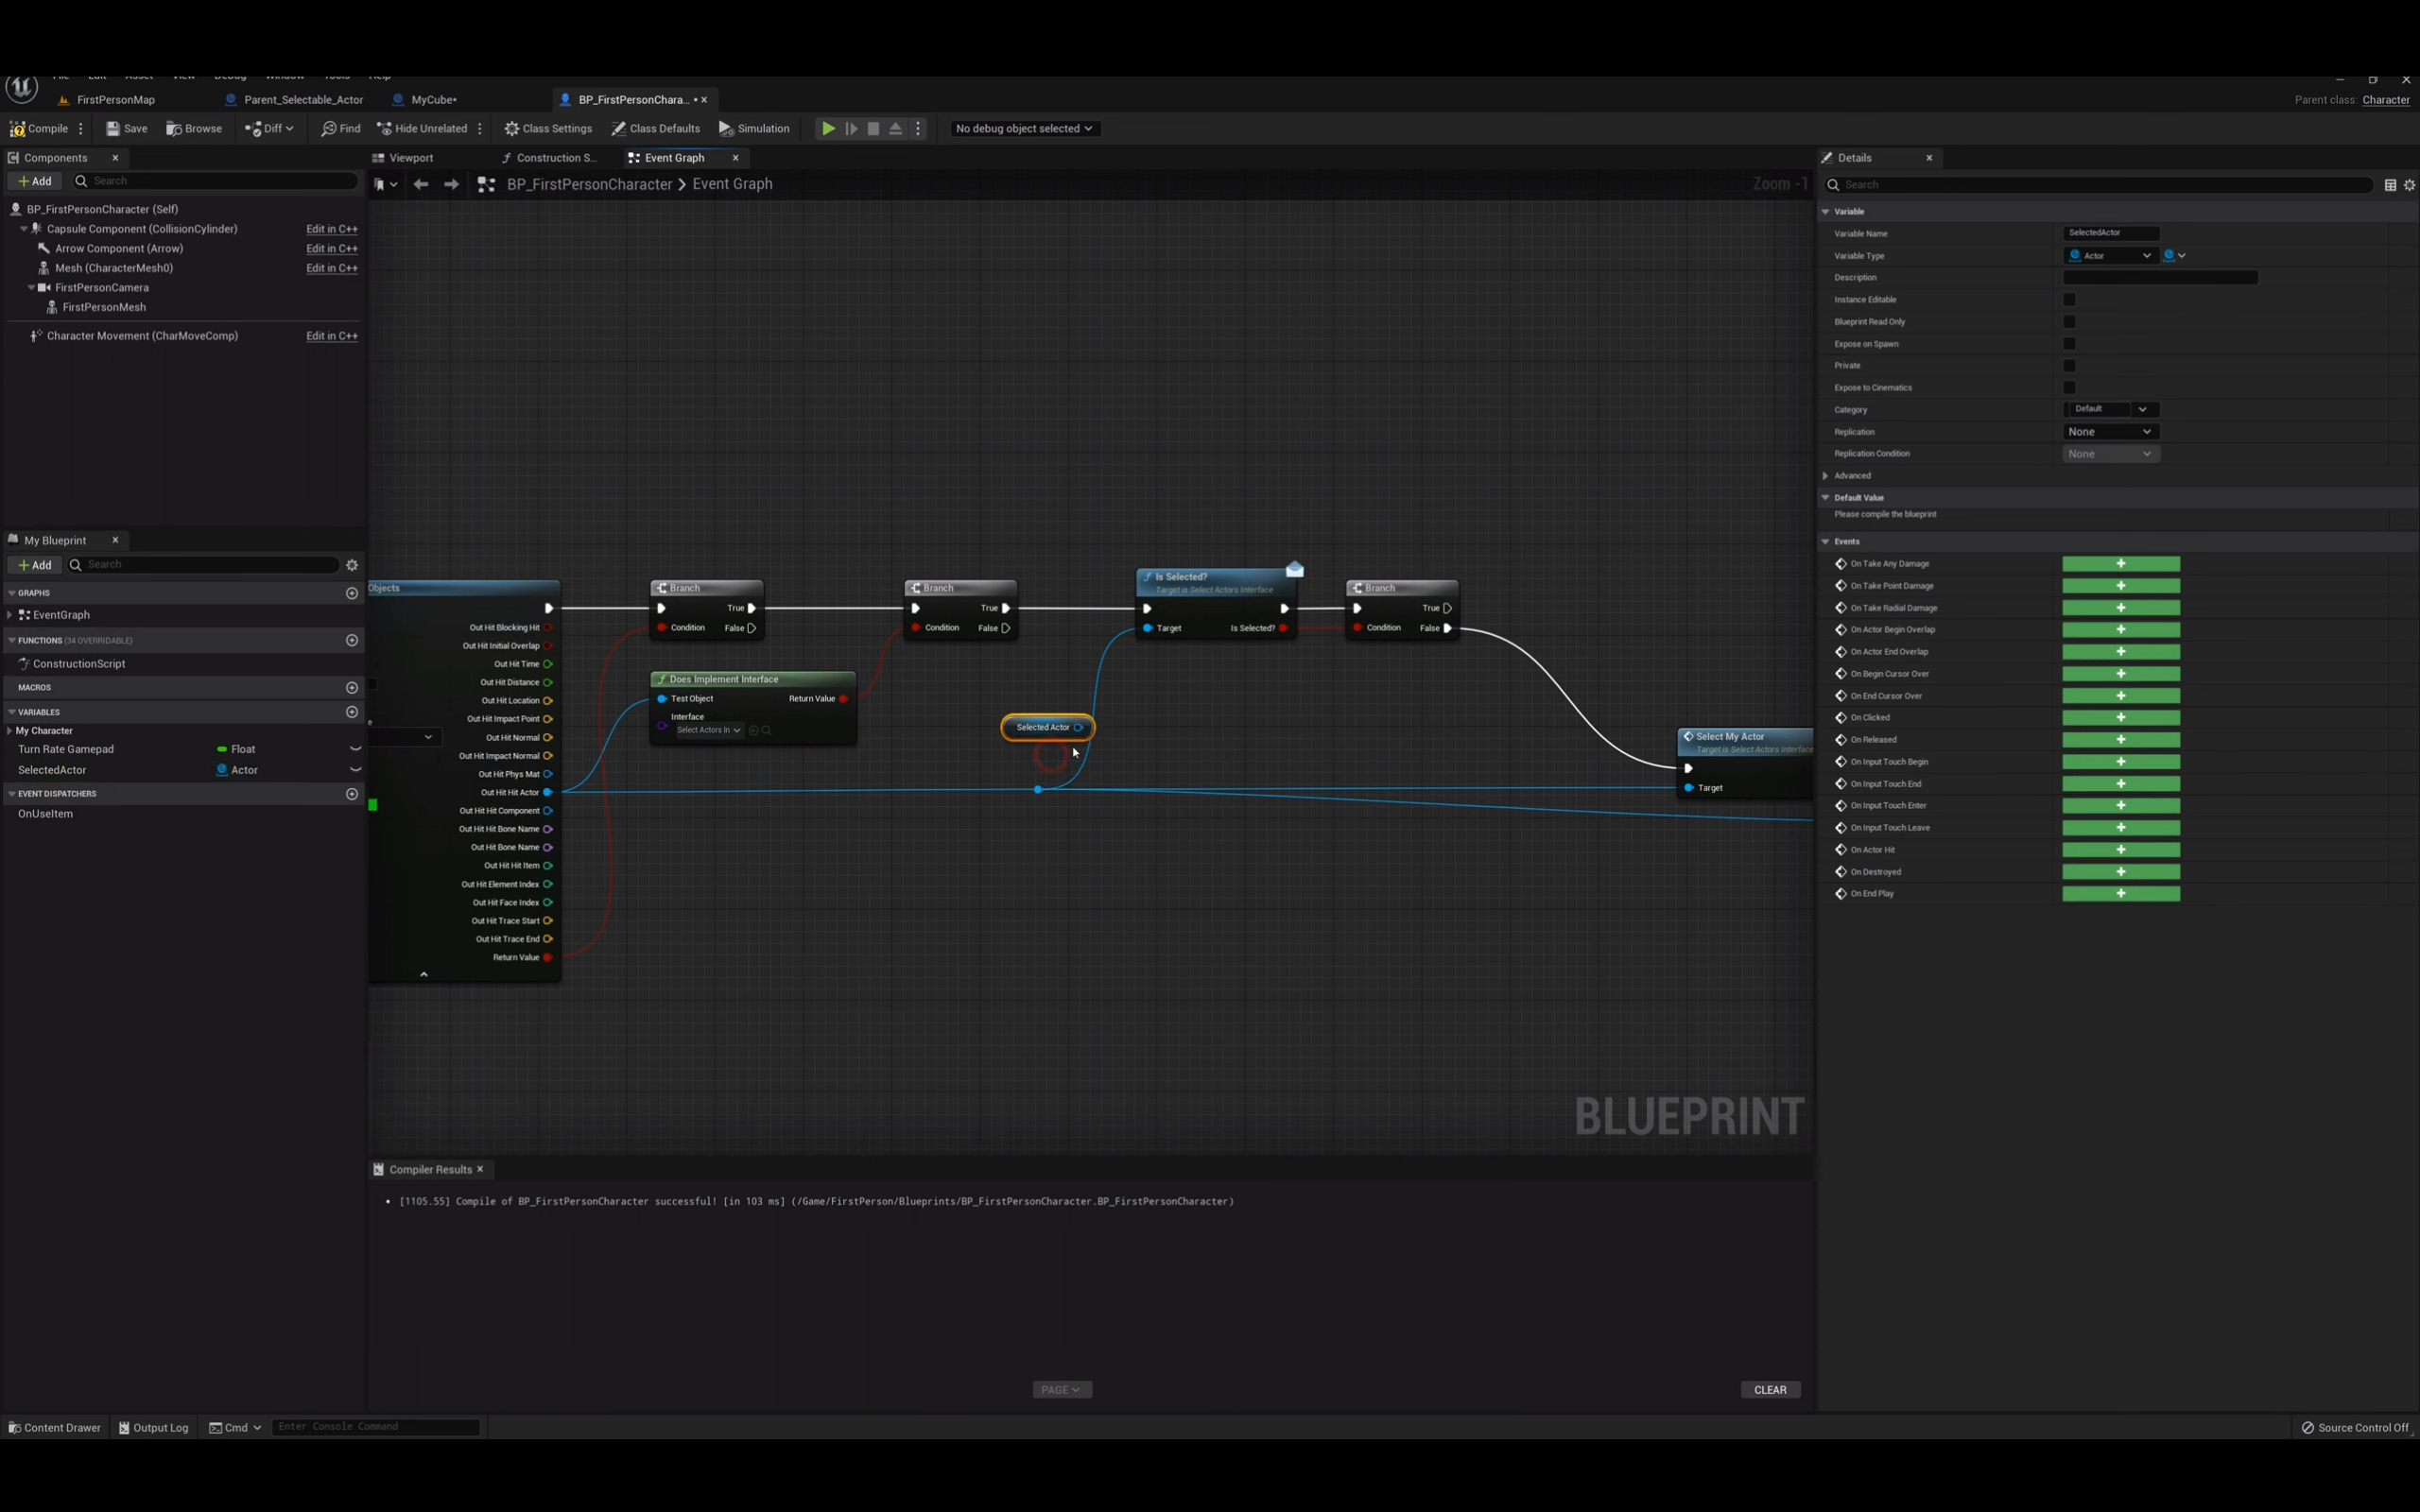 File Edit Asset View Debug Window Tools Help
FirstPersonMap Parent_Selectable_Actor MyCube• BP_FirstPersonChara... •
Parent class: Character
Compile Save Browse Diff Find Hide Unrelated Class Settings Class Defaults Simulation No debug object selected
Components
Add Search
BP_FirstPersonCharacter (Self)
Capsule Component (CollisionCylinder) Edit in C++
Arrow Component (Arrow) Edit in C++
Mesh (CharacterMesh0) Edit in C++
FirstPersonCamera
FirstPersonMesh
Character Movement (CharMoveComp) Edit in C++
My Blueprint
Add Search
GRAPHS
EventGraph
FUNCTIONS (34 OVERRIDABLE)
ConstructionScript
MACROS
VARIABLES
My Character
Turn Rate Gamepad Float
SelectedActor Actor
EVENT DISPATCHERS
OnUseItem
Viewport Construction S... Event Graph
BP_FirstPersonCharacter > Event Graph
Zoom -1
Objects
Out Hit Blocking Hit
Out Hit Initial Overlap
Out Hit Time
Out Hit Distance
Out Hit Location
Out Hit Impact Point
Out Hit Normal
Out Hit Impact Normal
Out Hit Phys Mat
Out Hit Hit Actor
Out Hit Hit Component
Out Hit Hit Bone Name
Out Hit Bone Name
Out Hit Hit Item
Out Hit Element Index
Out Hit Face Index
Out Hit Trace Start
Out Hit Trace End
Return Value
Branch
True
Condition False
Does Implement Interface
Test Object Return Value
Interface
Select Actors In
Branch
True
Condition False
Selected Actor
Is Selected?
Target is Select Actors Interface
Target Is Selected?
Branch
True
Condition False
Select My Actor
Target is Select Actors Interface
Target
BLUEPRINT
Compiler Results
[1105.55] Compile of BP_FirstPersonCharacter successful! [in 103 ms] (/Game/FirstPerson/Blueprints/BP_FirstPersonCharacter.BP_FirstPersonCharacter)
PAGE
CLEAR
Details
Search
Variable
Variable Name SelectedActor
Variable Type Actor
Description
Instance Editable
Blueprint Read Only
Expose on Spawn
Private
Expose to Cinematics
Category Default
Replication None
Replication Condition None
Advanced
Default Value
Please compile the blueprint
Events
On Take Any Damage
On Take Point Damage
On Take Radial Damage
On Actor Begin Overlap
On Actor End Overlap
On Begin Cursor Over
On End Cursor Over
On Clicked
On Released
On Input Touch Begin
On Input Touch End
On Input Touch Enter
On Input Touch Leave
On Actor Hit
On Destroyed
On End Play
Content Drawer Output Log Cmd Enter Console Command
Source Control Off